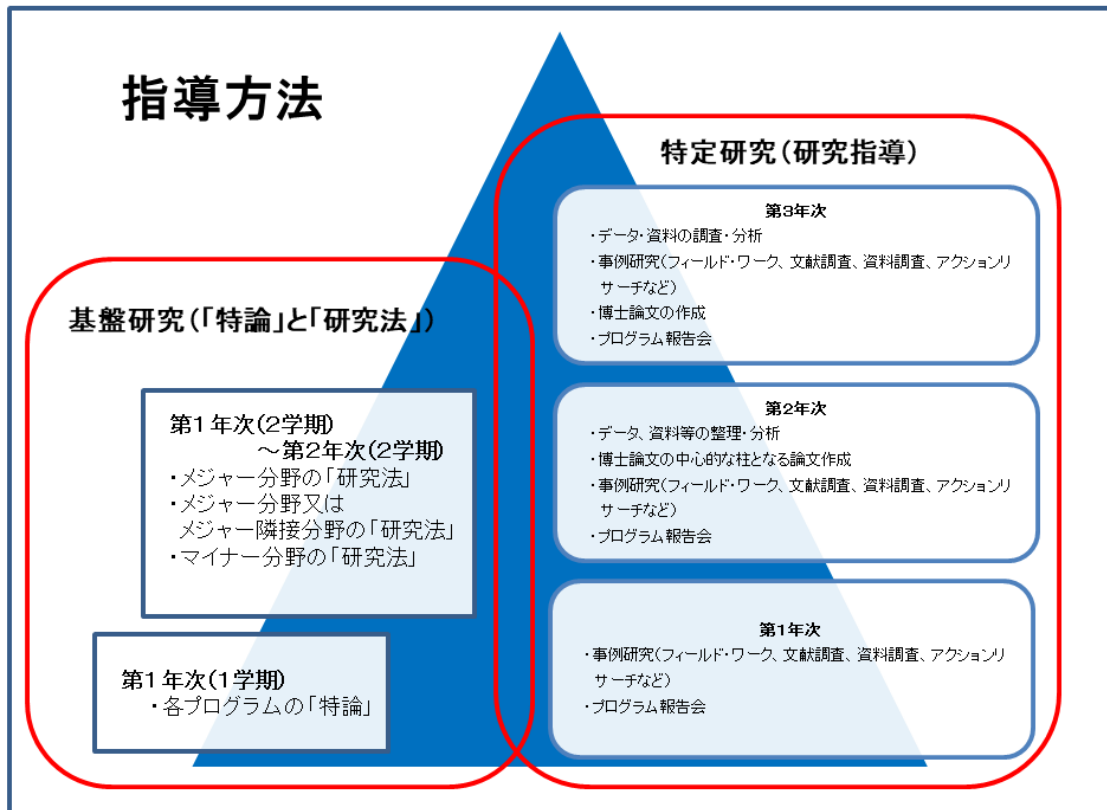 指導方法
基盤研究(「特論」と「研究法」)
第1年次(2学期)
～第2年次(2学期)
・メジャー分野の「研究法」
・メジャー分野又は
メジャー隣接分野の「研究法」
・マイナー分野の「研究法」
第1年次(1学期)
・各プログラムの「特論」
特定研究(研究指導)
第3年次
・データ・資料の調査・分析
・事例研究(フィールド・ワーク、文献調査、資料調査、アクションリ
サーチなど)
・博士論文の作成
・プログラム報告会
第2年次
・データ、資料等の整理・分析
・博士論文の中心的な柱となる論文作成
・事例研究(フィールド・ワーク、文献調査、資料調査、アクションリ
サーチなど)
・プログラム報告会
第1年次
・事例研究(フィールド・ワーク、文献調査、資料調査、アクションリ
サーチなど)
・プログラム報告会